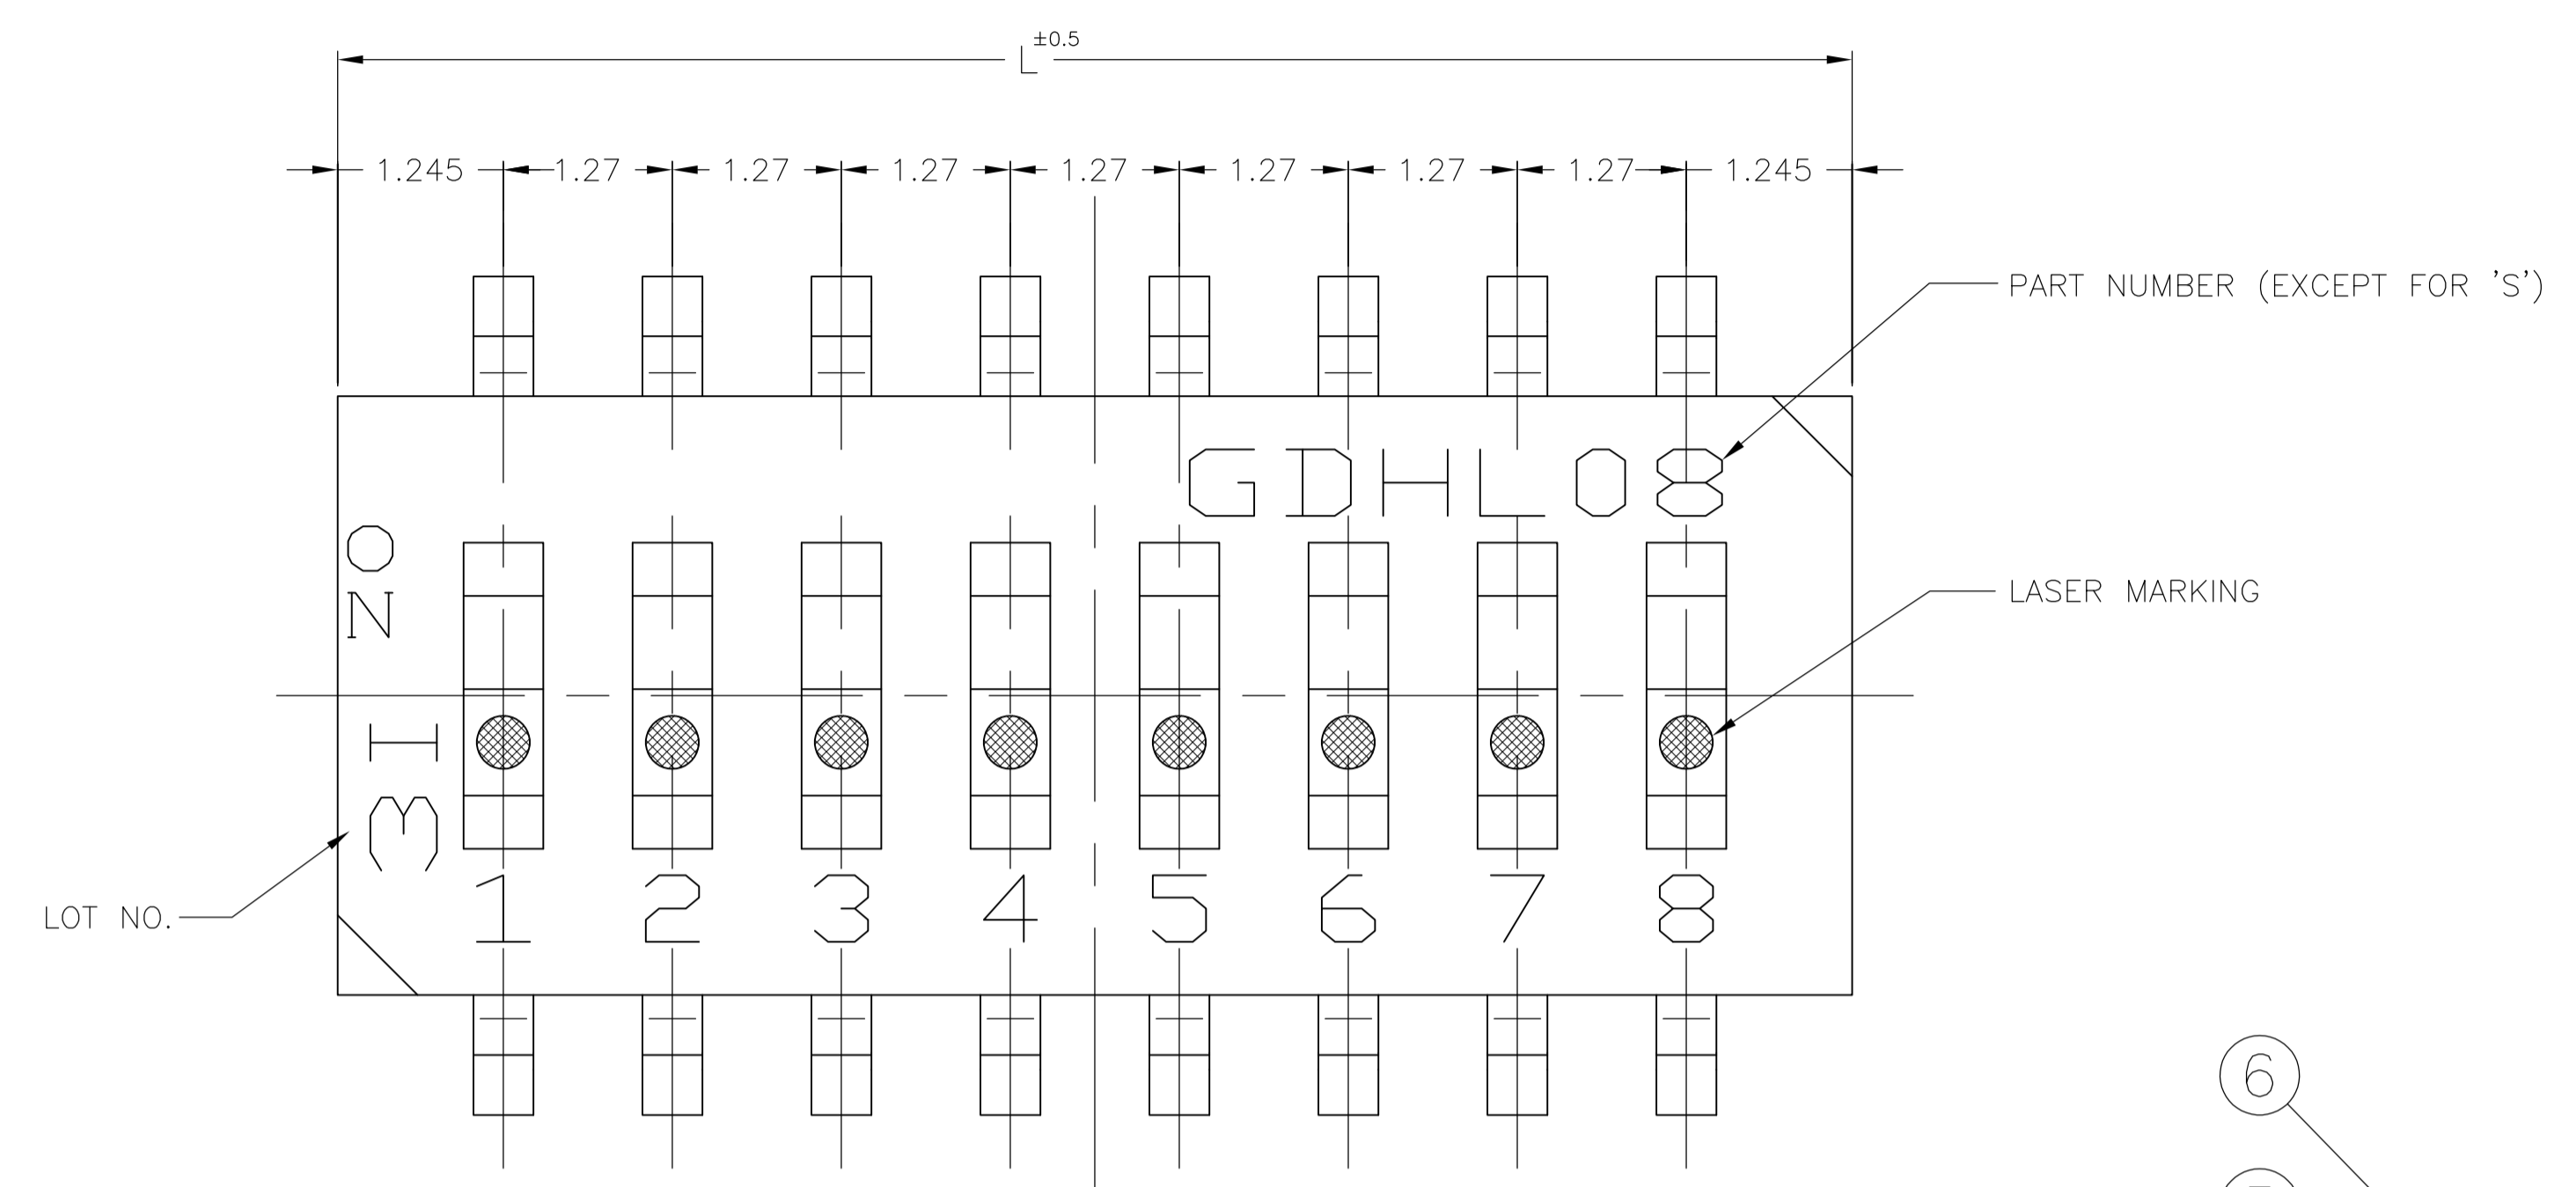 L ±0.5
1.245 1.27 1.27 1.27 1.27 1.27 1.27 1.27 1.245
PART NUMBER (EXCEPT FOR 'S')
GDHL08
ON
LASER MARKING
LOT NO.
1 2 3 4 5 6 7 8
6